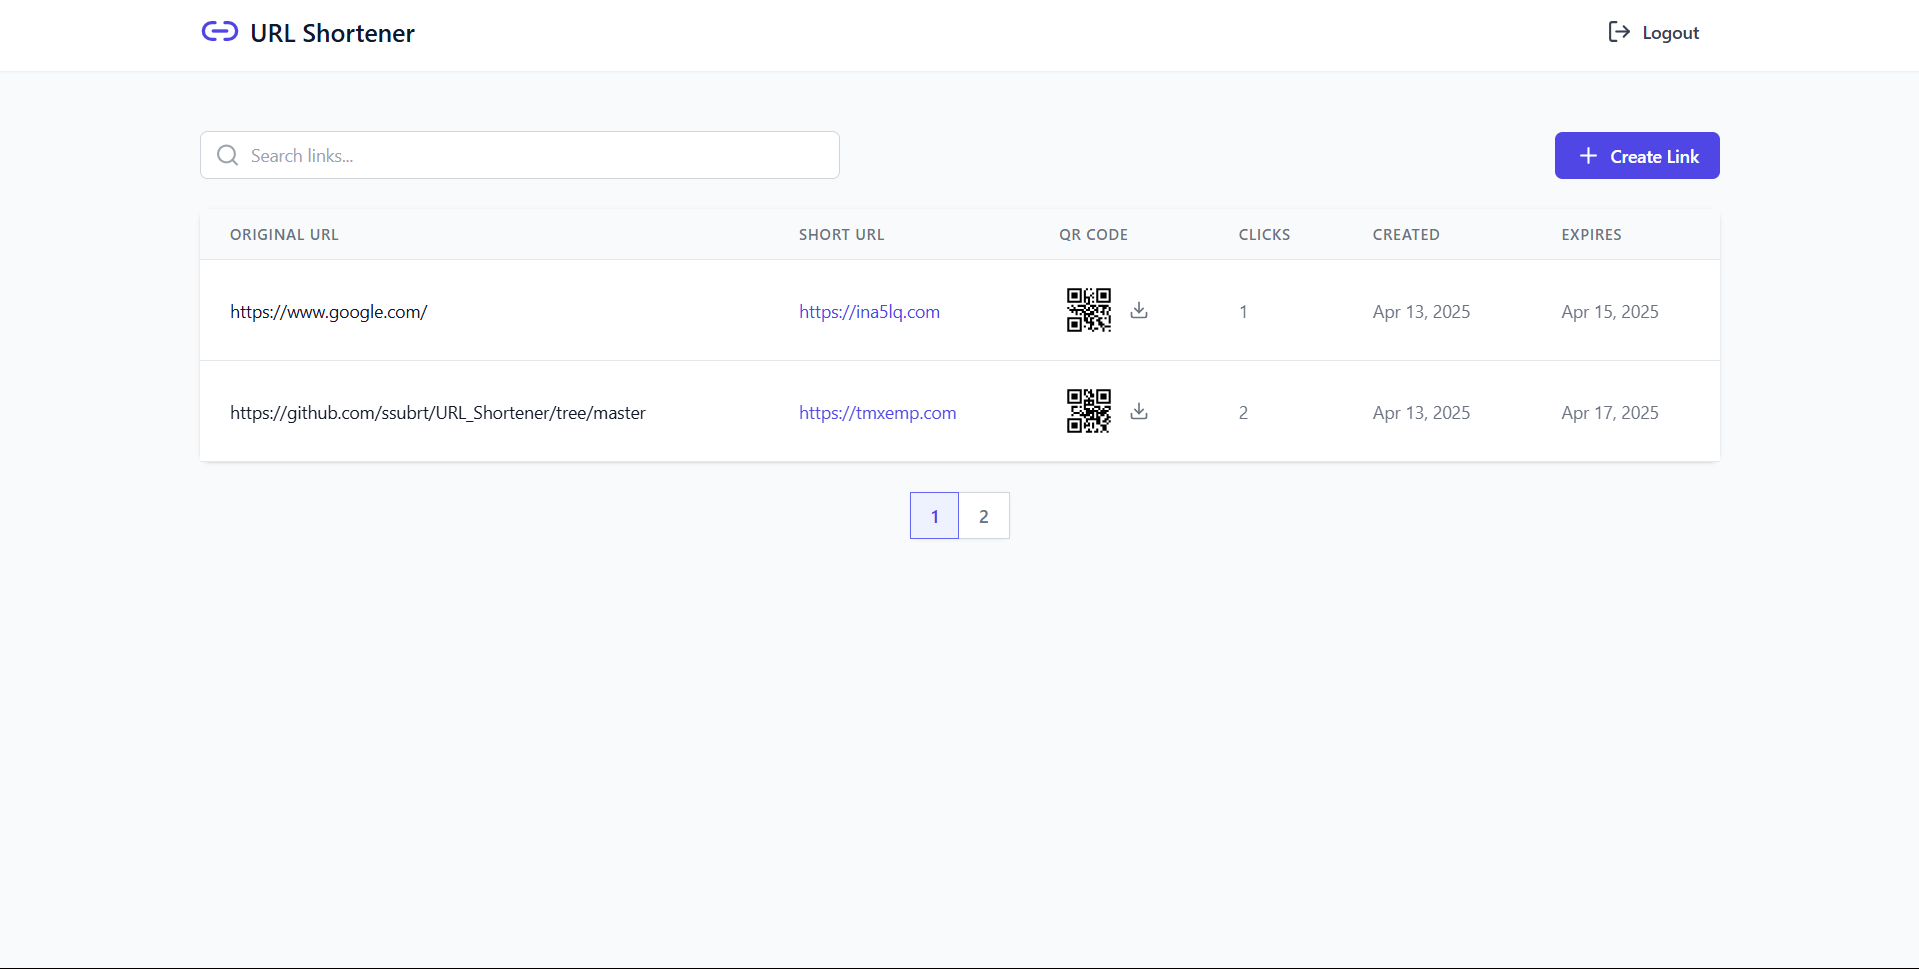 URL Shortener
Logout
Search links...
Create Link
ORIGINAL URL SHORT URL QR CODE CLICKS CREATED EXPIRES
https://www.google.com/ https://ina5lq.com 1 Apr 13, 2025 Apr 15, 2025
https://github.com/ssubrt/URL_Shortener/tree/master https://tmxemp.com 2 Apr 13, 2025 Apr 17, 2025
1 2